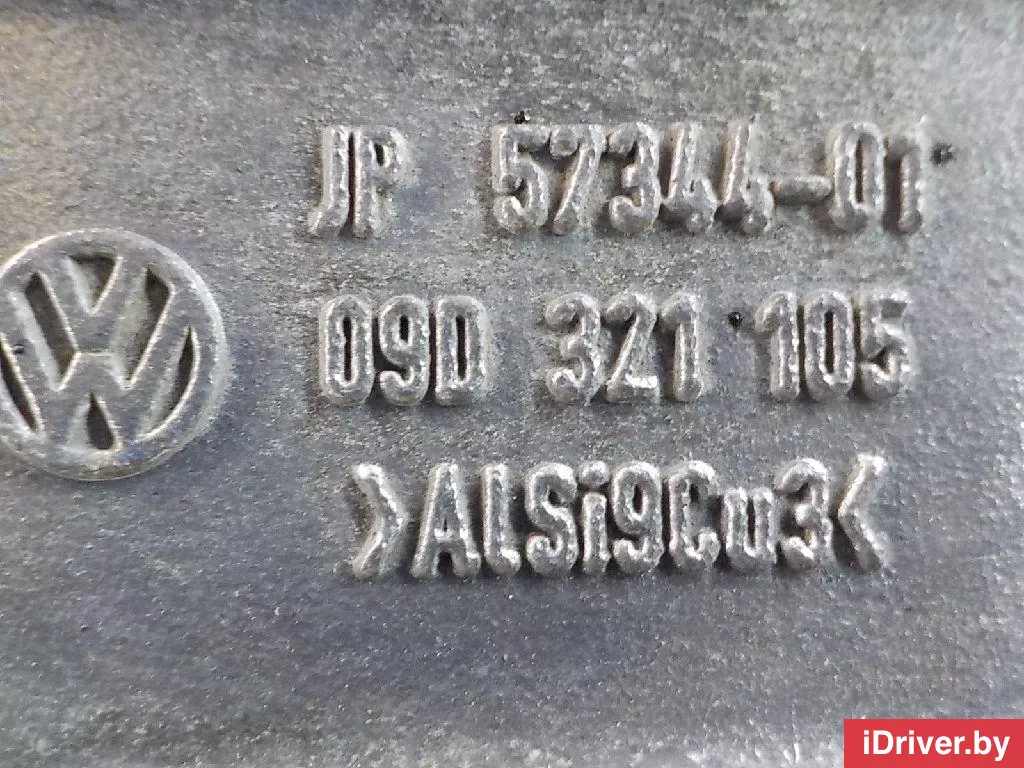 JP 57344-01
09D 321 105
>ALSi9Cu3<
iDriver.by